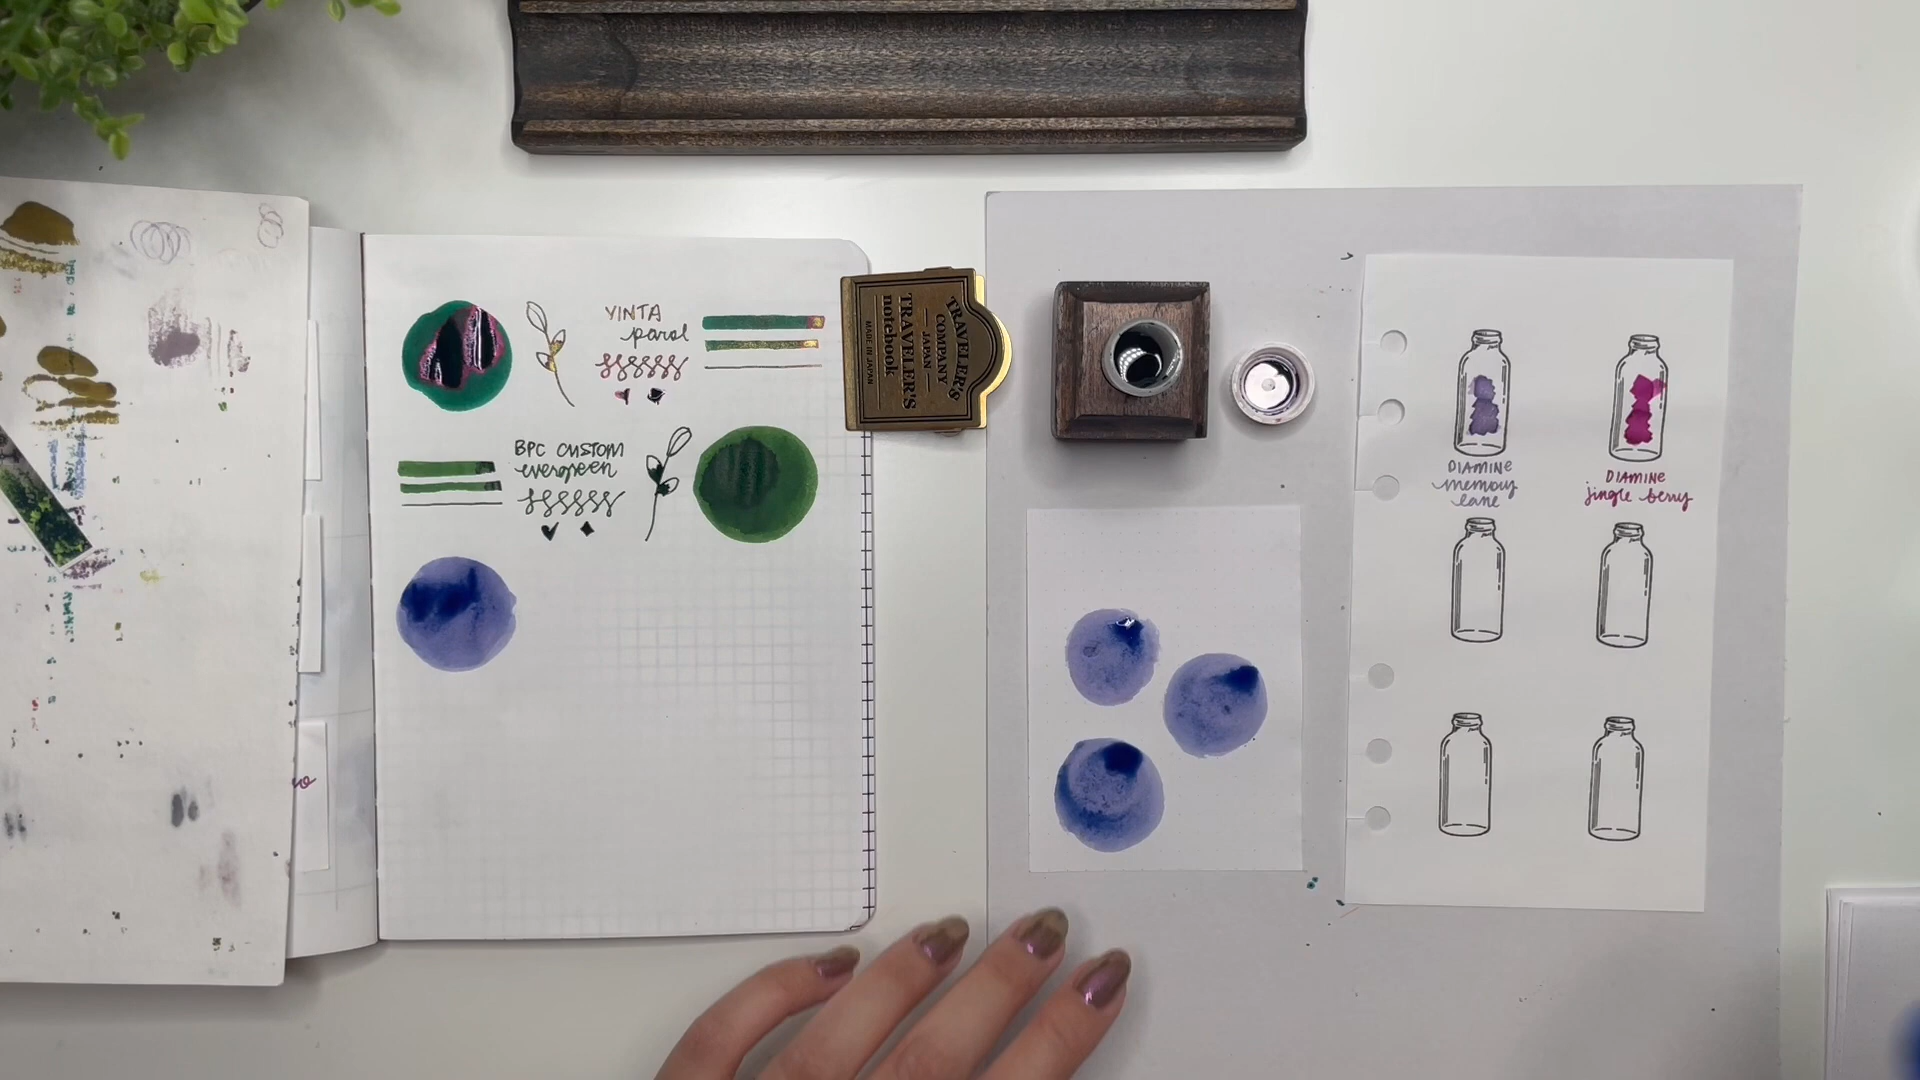 YINTA
parol
BPC CUSTOM
evergreen
TRAVELER'S
COMPANY
JAPAN
TRAVELER'S
notebook
MADE IN JAPAN
DIAMINE
memory
lane
DIAMINE
jingle berry